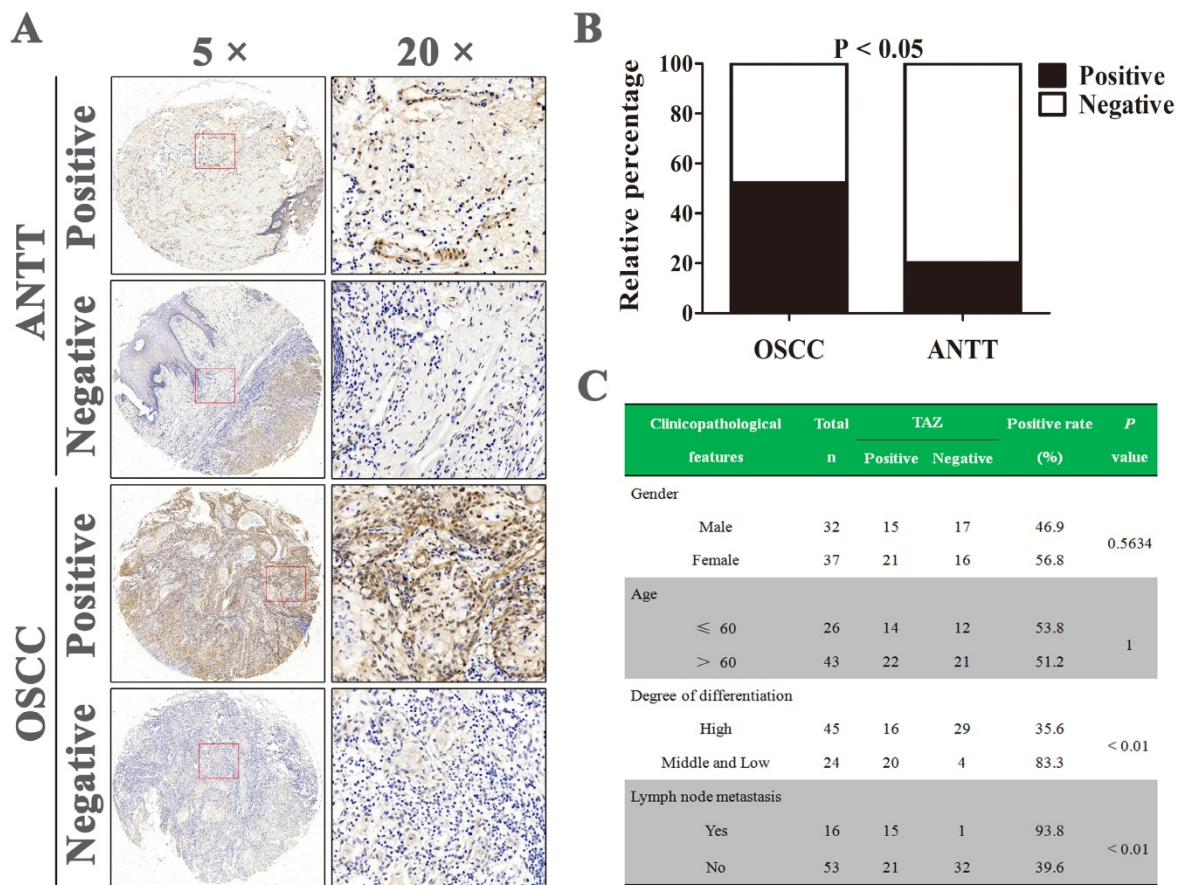 A
5 ×
20 ×
ANTT
Positive
Negative
OSCC
Positive
Negative
B
P < 0.05
Relative percentage
100
80
60
40
20
0
OSCC
ANTT
Positive
Negative
C
Clinicopathological features Total n TAZ Positive rate (%) P value
Positive Negative
Gender
Male 32 15 17 46.9
0.5634
Female 37 21 16 56.8
Age
≤ 60 26 14 12 53.8
1
> 60 43 22 21 51.2
Degree of differentiation
High 45 16 29 35.6
< 0.01
Middle and Low 24 20 4 83.3
Lymph node metastasis
Yes 16 15 1 93.8
< 0.01
No 53 21 32 39.6